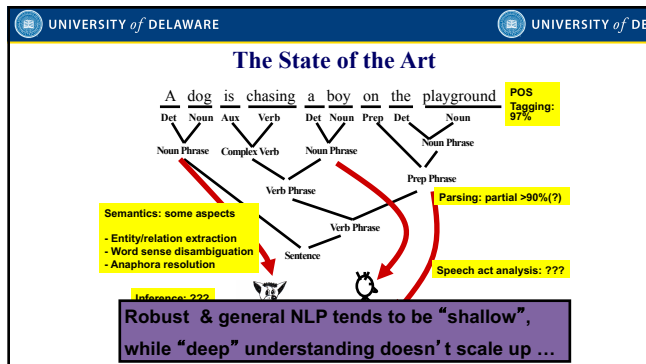 UNIVERSITY of DELAWARE
UNIVERSITY of DE
The State of the Art
A dog is chasing a boy on the playground
POS
Tagging:
97%
Det Noun Aux Verb Det Noun Prep Det Noun
Noun Phrase Complex Verb Noun Phrase Noun Phrase
Prep Phrase
Verb Phrase
Parsing: partial >90%(?)
Semantics: some aspects
Verb Phrase
- Entity/relation extraction
- Word sense disambiguation
- Anaphora resolution
Sentence
Speech act analysis: ???
Inference: ???
Robust & general NLP tends to be “shallow”,
while “deep” understanding doesn’t scale up …